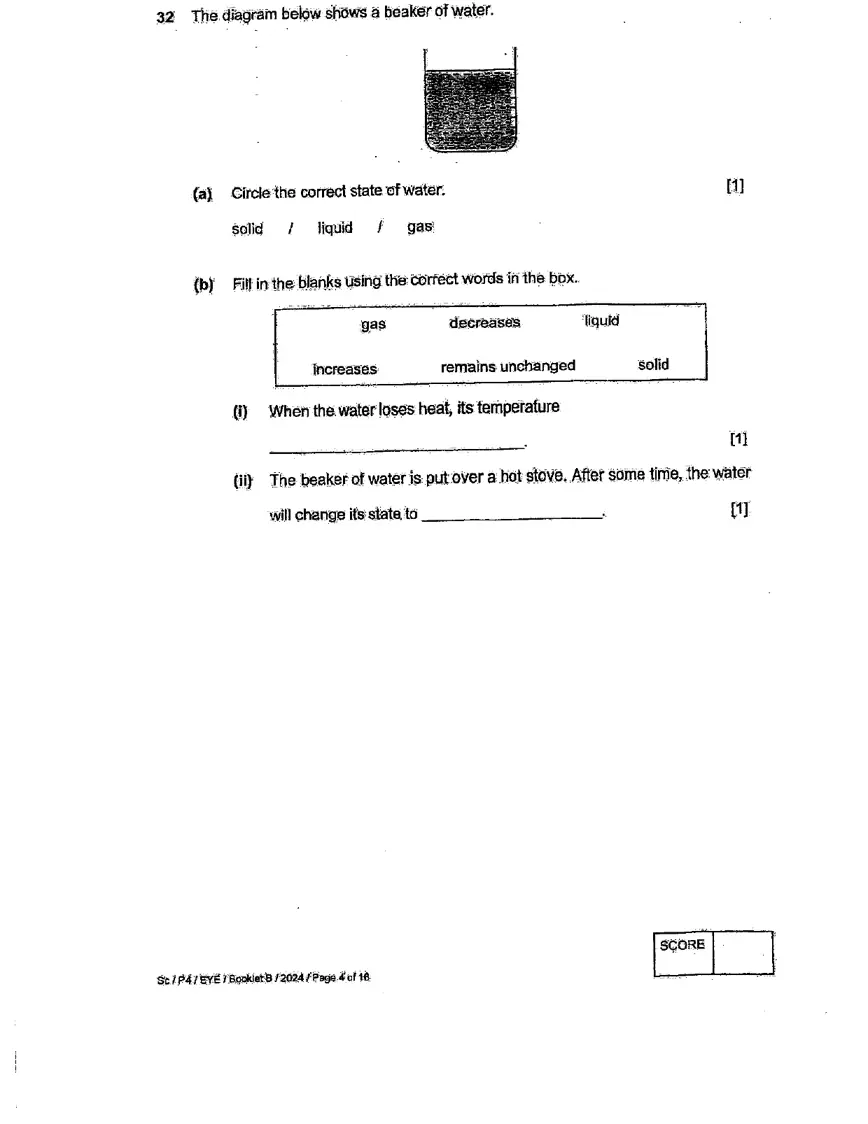 32 The diagram below shows a beaker of water.
(a) Circle the correct state of water. [1]
solid / liquid / gas
(b) Fill in the blanks using the correct words in the box.
gas decreases liquid
increases remains unchanged solid
(i) When the water loses heat, its temperature
____________________. [1]
(ii) The beaker of water is put over a hot stove. After some time, the water
will change its state to ____________________. [1]
SCORE
Sc / P4 / EYE / Booklet B / 2024 / Page 4 of 16